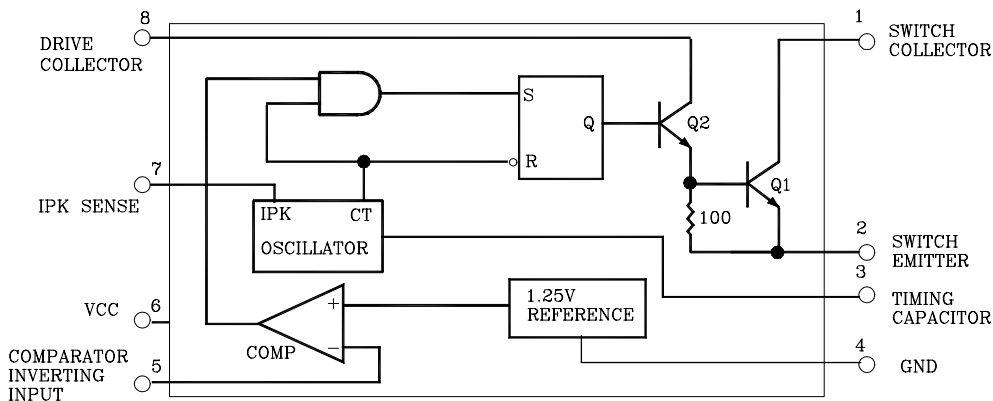 8
DRIVE
COLLECTOR
1
SWITCH
COLLECTOR
S
Q
R
Q2
7
IPK SENSE
IPK
CT
OSCILLATOR
Q1
100
2
SWITCH
EMITTER
3
TIMING
CAPACITOR
6
VCC
+
−
COMP
1.25V
REFERENCE
4
GND
5
COMPARATOR
INVERTING
INPUT